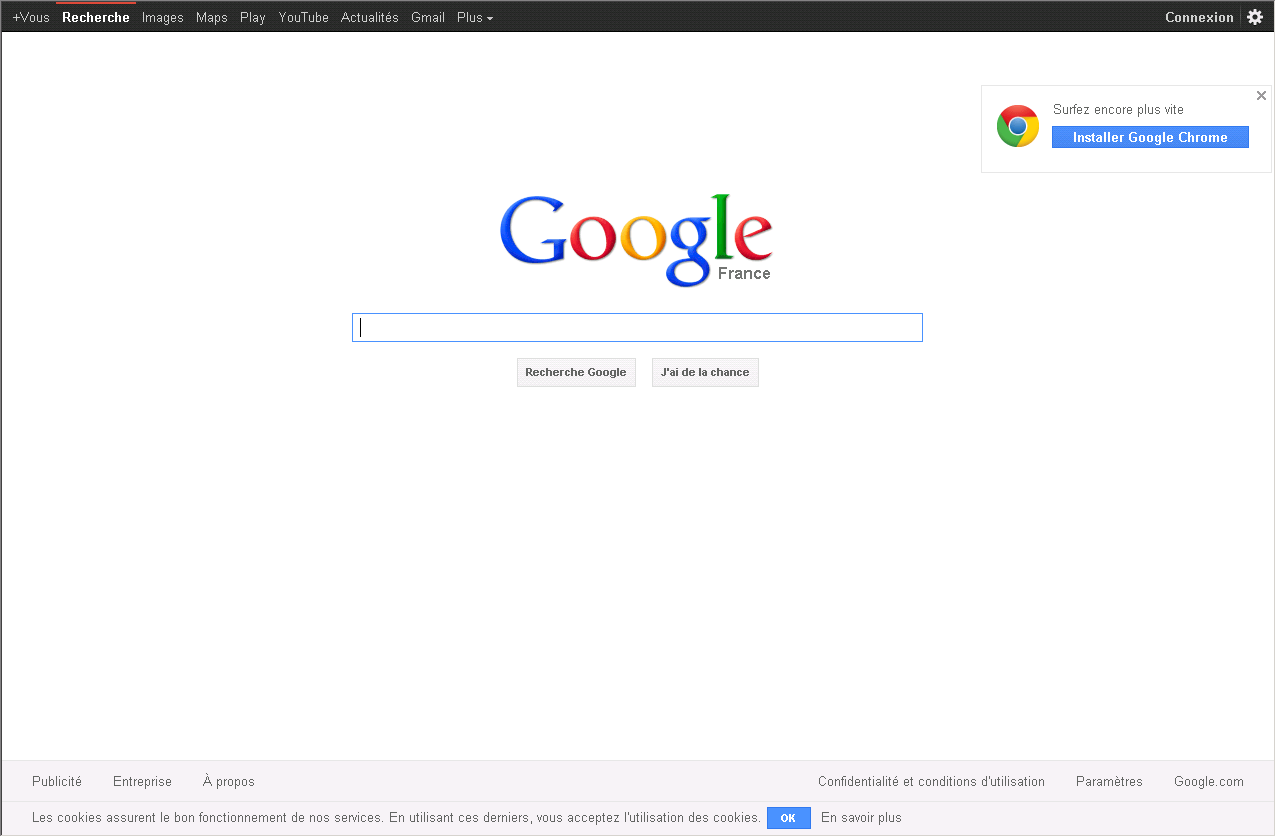 +Vous Recherche Images Maps Play YouTube Actualités Gmail Plus Connexion
Surfez encore plus vite
Installer Google Chrome
Google
France
Recherche Google J'ai de la chance
Publicité Entreprise À propos Confidentialité et conditions d'utilisation Paramètres Google.com
Les cookies assurent le bon fonctionnement de nos services. En utilisant ces derniers, vous acceptez l'utilisation des cookies. OK En savoir plus